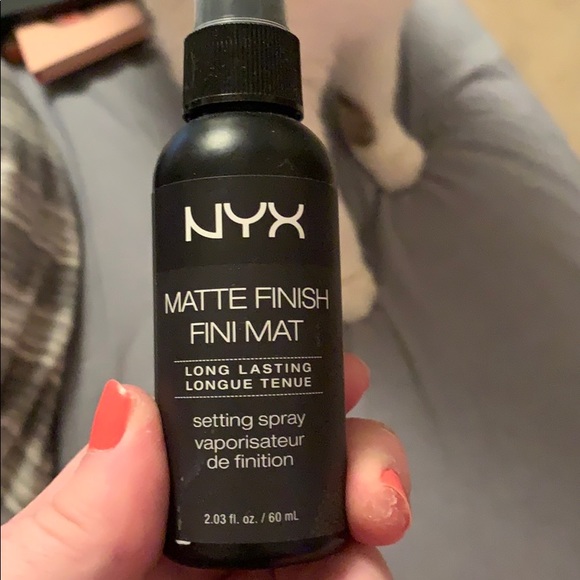 NYX
MATTE FINISH
FINI MAT
LONG LASTING
LONGUE TENUE
setting spray
vaporisateur
de finition
2.03 fl. oz. / 60 mL